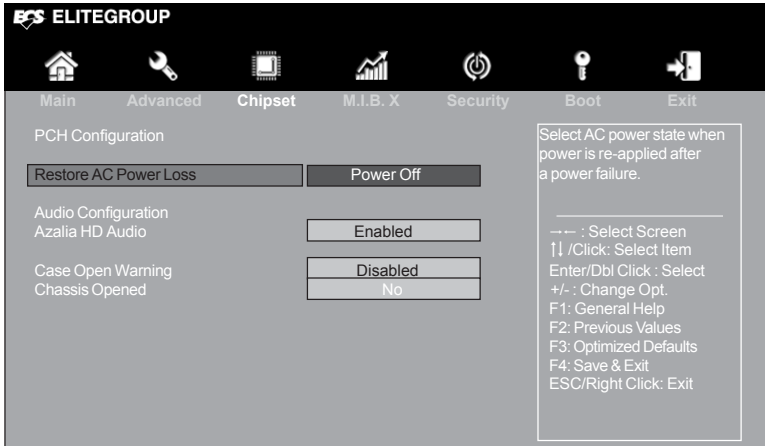 ECS ELITEGROUP
Main Advanced Chipset M.I.B. X Security Boot Exit
PCH Configuration
Restore AC Power Loss Power Off
Audio Configuration
Azalia HD Audio Enabled
Case Open Warning Disabled
Chassis Opened No
Select AC power state when
power is re-applied after
a power failure.
→← : Select Screen
↑↓ /Click: Select Item
Enter/Dbl Click : Select
+/- : Change Opt.
F1: General Help
F2: Previous Values
F3: Optimized Defaults
F4: Save & Exit
ESC/Right Click: Exit